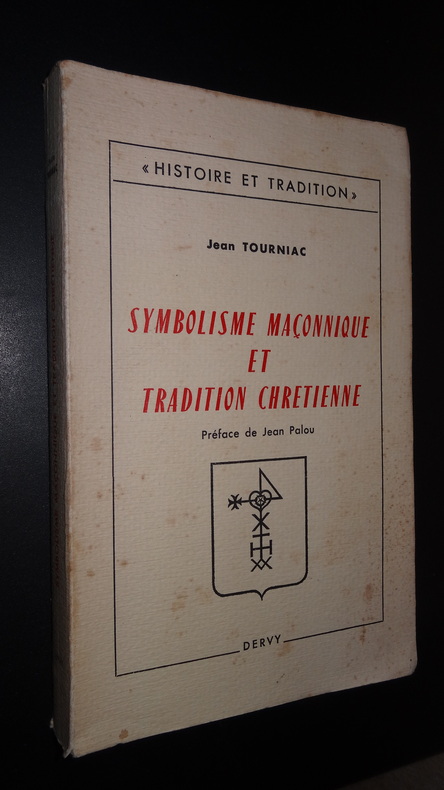 « HISTOIRE ET TRADITION »
Jean TOURNIAC
SYMBOLISME MAÇONNIQUE
ET
TRADITION CHRETIENNE
Préface de Jean Palou
DERVY